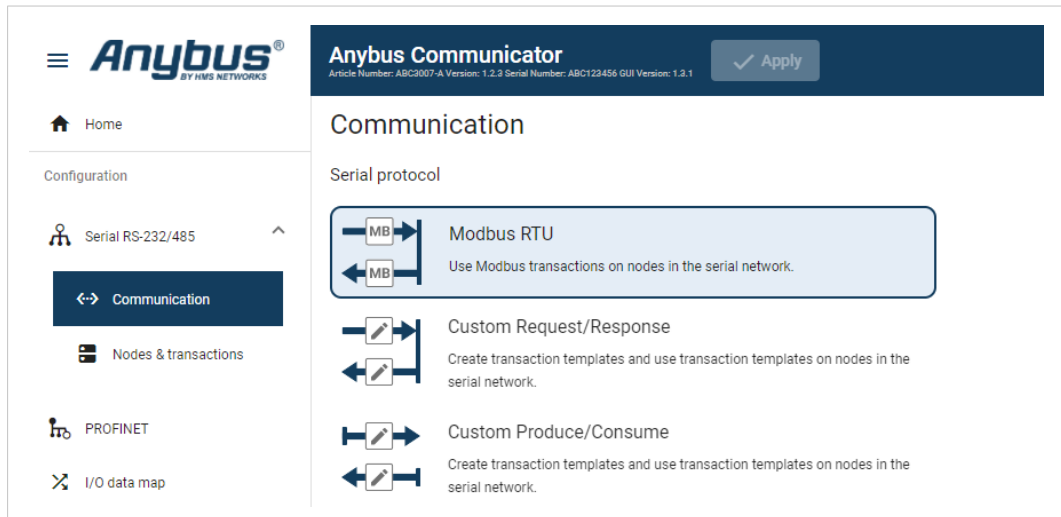 Anybus®
BY HMS NETWORKS
Anybus Communicator
Article Number: ABC3007-A Version: 1.2.3 Serial Number: ABC123456 GUI Version: 1.3.1
Apply
Home
Configuration
Serial RS-232/485
Communication
Nodes & transactions
PROFINET
I/O data map
Communication
Serial protocol
MB
MB
Modbus RTU
Use Modbus transactions on nodes in the serial network.
Custom Request/Response
Create transaction templates and use transaction templates on nodes in the
serial network.
Custom Produce/Consume
Create transaction templates and use transaction templates on nodes in the
serial network.